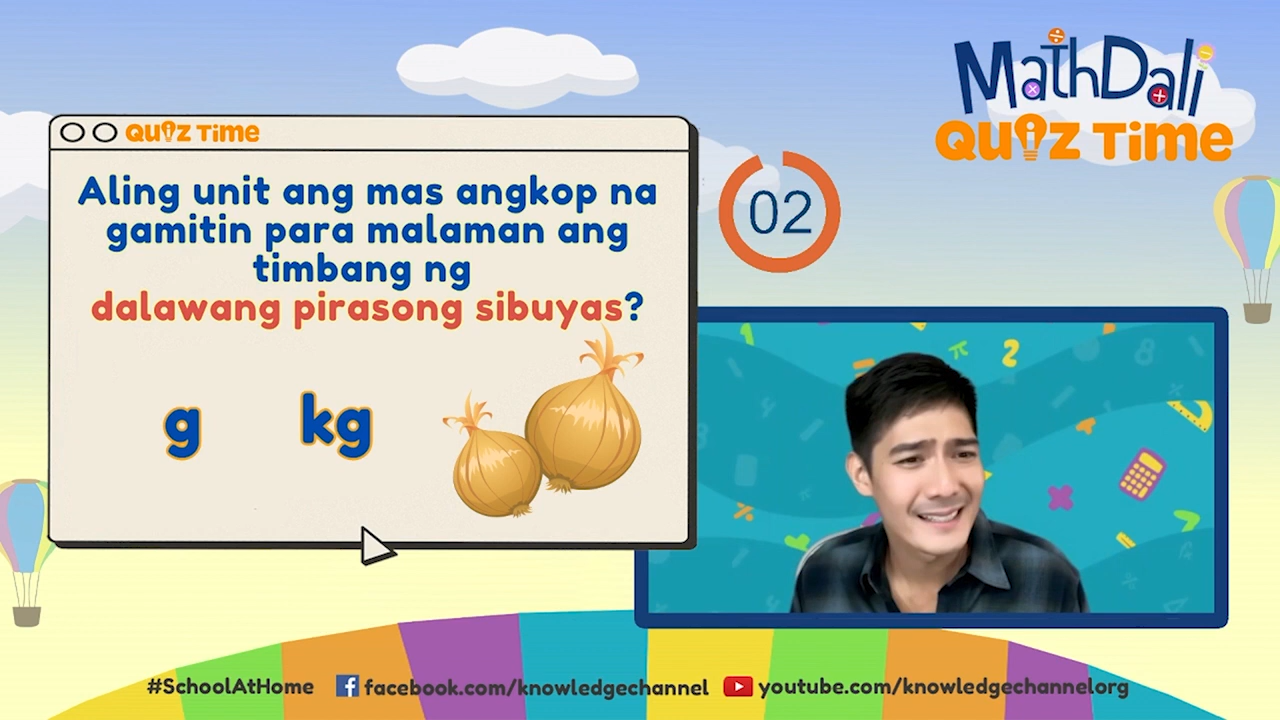 MathDali
QUIZ TIME
QUIZ TIME
Aling unit ang mas angkop na
gamitin para malaman ang
timbang ng
dalawang pirasong sibuyas?
02
g kg
#SchoolAtHome facebook.com/knowledgechannel youtube.com/knowledgechannelorg